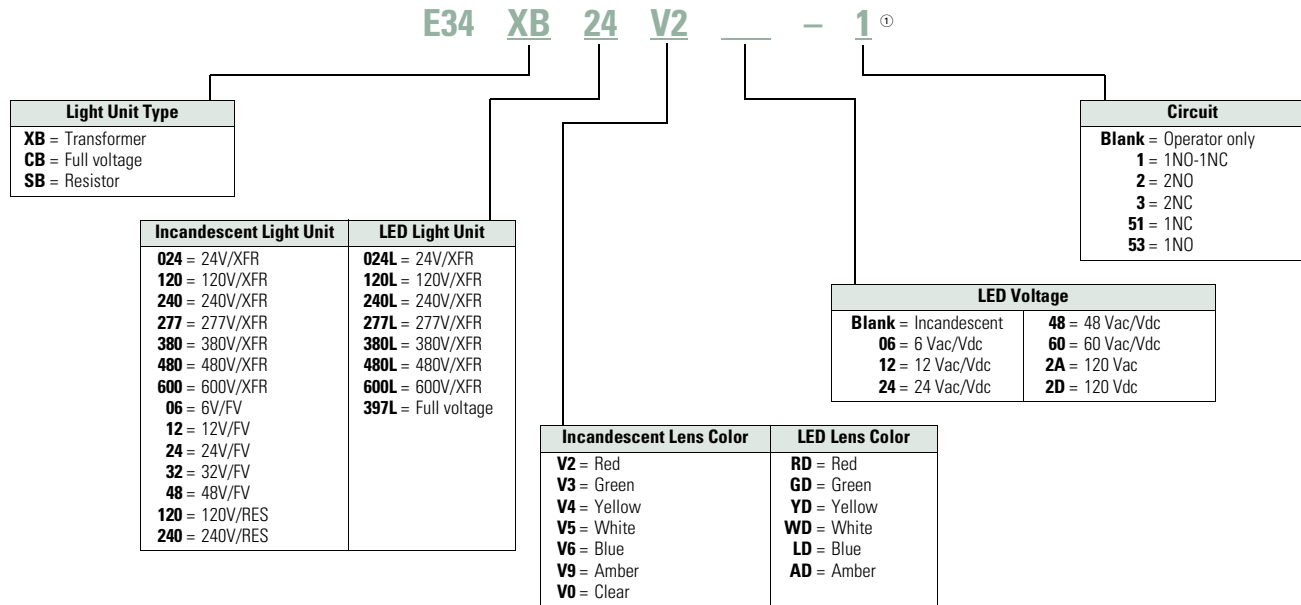 E34 XB 24 V2 ___ – 1 ①
Light Unit Type
XB = Transformer
CB = Full voltage
SB = Resistor
Circuit
Blank = Operator only
1 = 1NO-1NC
2 = 2NO
3 = 2NC
51 = 1NC
53 = 1NO
Incandescent Light Unit
024 = 24V/XFR
120 = 120V/XFR
240 = 240V/XFR
277 = 277V/XFR
380 = 380V/XFR
480 = 480V/XFR
600 = 600V/XFR
06 = 6V/FV
12 = 12V/FV
24 = 24V/FV
32 = 32V/FV
48 = 48V/FV
120 = 120V/RES
240 = 240V/RES
LED Light Unit
024L = 24V/XFR
120L = 120V/XFR
240L = 240V/XFR
277L = 277V/XFR
380L = 380V/XFR
480L = 480V/XFR
600L = 600V/XFR
397L = Full voltage
LED Voltage
Blank = Incandescent
06 = 6 Vac/Vdc
12 = 12 Vac/Vdc
24 = 24 Vac/Vdc
48 = 48 Vac/Vdc
60 = 60 Vac/Vdc
2A = 120 Vac
2D = 120 Vdc
Incandescent Lens Color
V2 = Red
V3 = Green
V4 = Yellow
V5 = White
V6 = Blue
V9 = Amber
V0 = Clear
LED Lens Color
RD = Red
GD = Green
YD = Yellow
WD = White
LD = Blue
AD = Amber